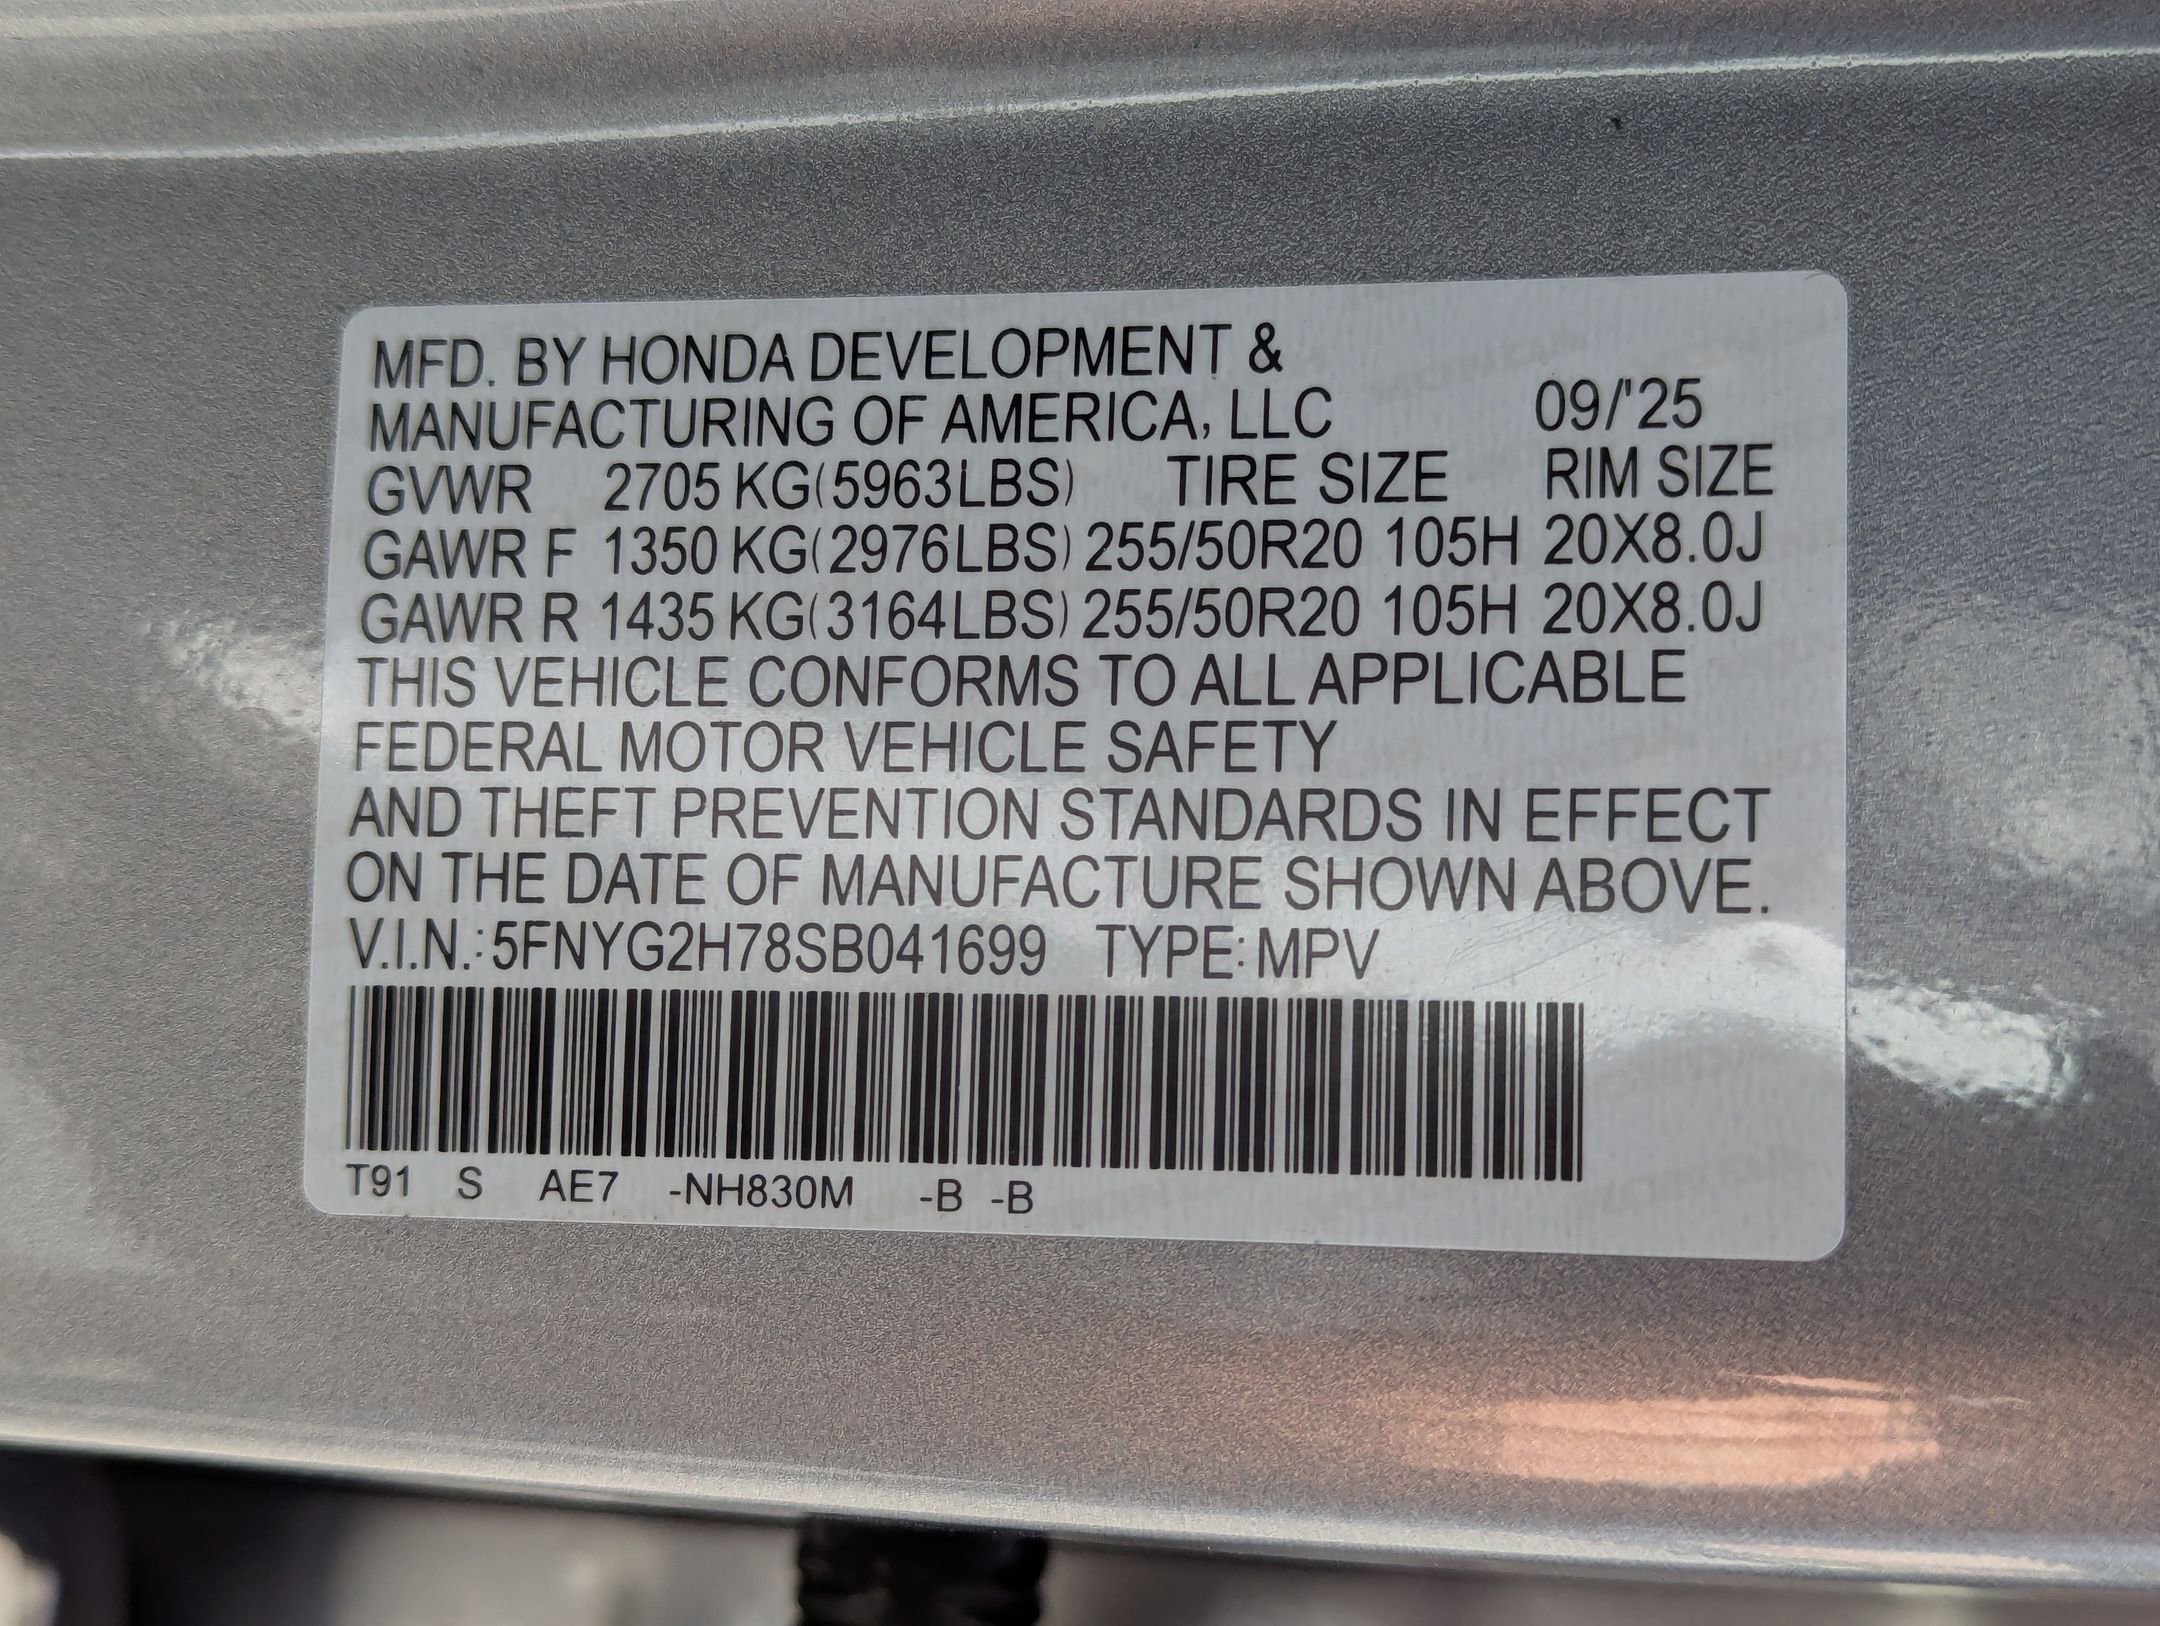 MFD. BY HONDA DEVELOPMENT &
MANUFACTURING OF AMERICA, LLC 09/'25
GVWR 2705 KG(5963LBS) TIRE SIZE RIM SIZE
GAWR F 1350 KG(2976LBS) 255/50R20 105H 20X8.0J
GAWR R 1435 KG(3164LBS) 255/50R20 105H 20X8.0J
THIS VEHICLE CONFORMS TO ALL APPLICABLE
FEDERAL MOTOR VEHICLE SAFETY
AND THEFT PREVENTION STANDARDS IN EFFECT
ON THE DATE OF MANUFACTURE SHOWN ABOVE.
V.I.N.:5FNYG2H78SB041699 TYPE:MPV
T91 S AE7 -NH830M -B -B